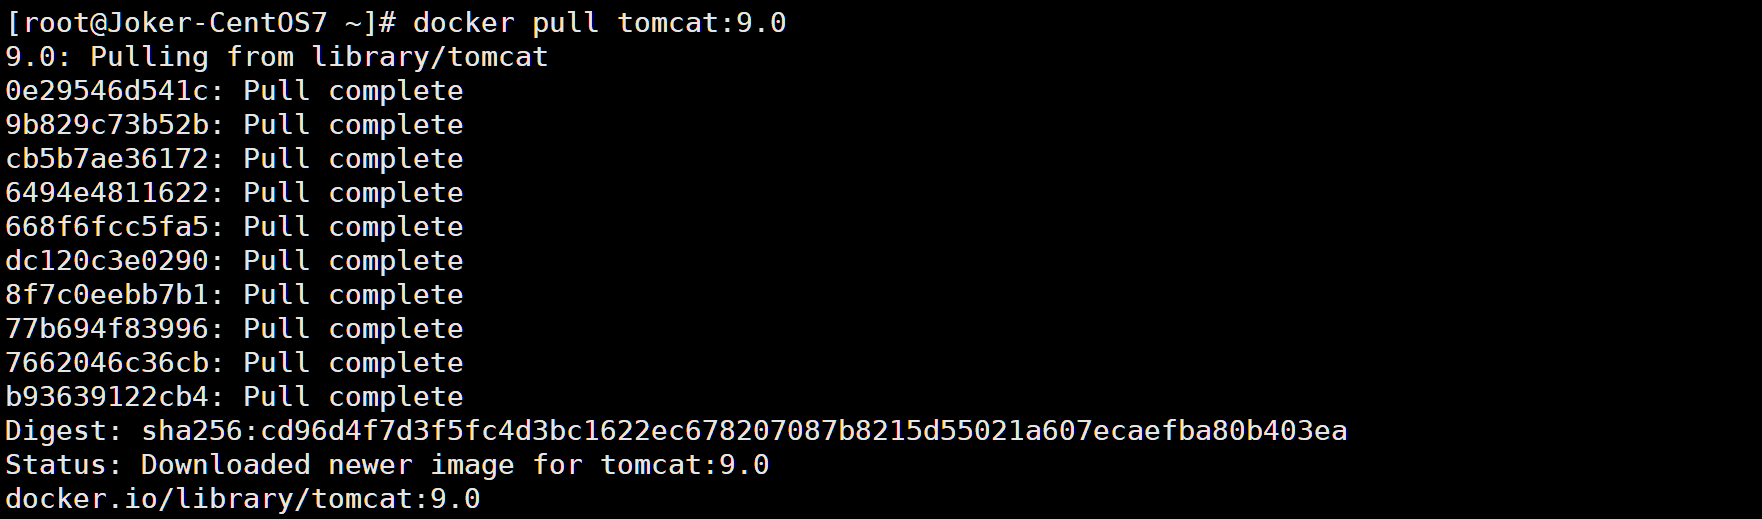 [root@Joker-CentOS7 ~]# docker pull tomcat:9.0
9.0: Pulling from library/tomcat
0e29546d541c: Pull complete
9b829c73b52b: Pull complete
cb5b7ae36172: Pull complete
6494e4811622: Pull complete
668f6fcc5fa5: Pull complete
dc120c3e0290: Pull complete
8f7c0eebb7b1: Pull complete
77b694f83996: Pull complete
7662046c36cb: Pull complete
b93639122cb4: Pull complete
Digest: sha256:cd96d4f7d3f5fc4d3bc1622ec678207087b8215d55021a607ecaefba80b403ea
Status: Downloaded newer image for tomcat:9.0
docker.io/library/tomcat:9.0